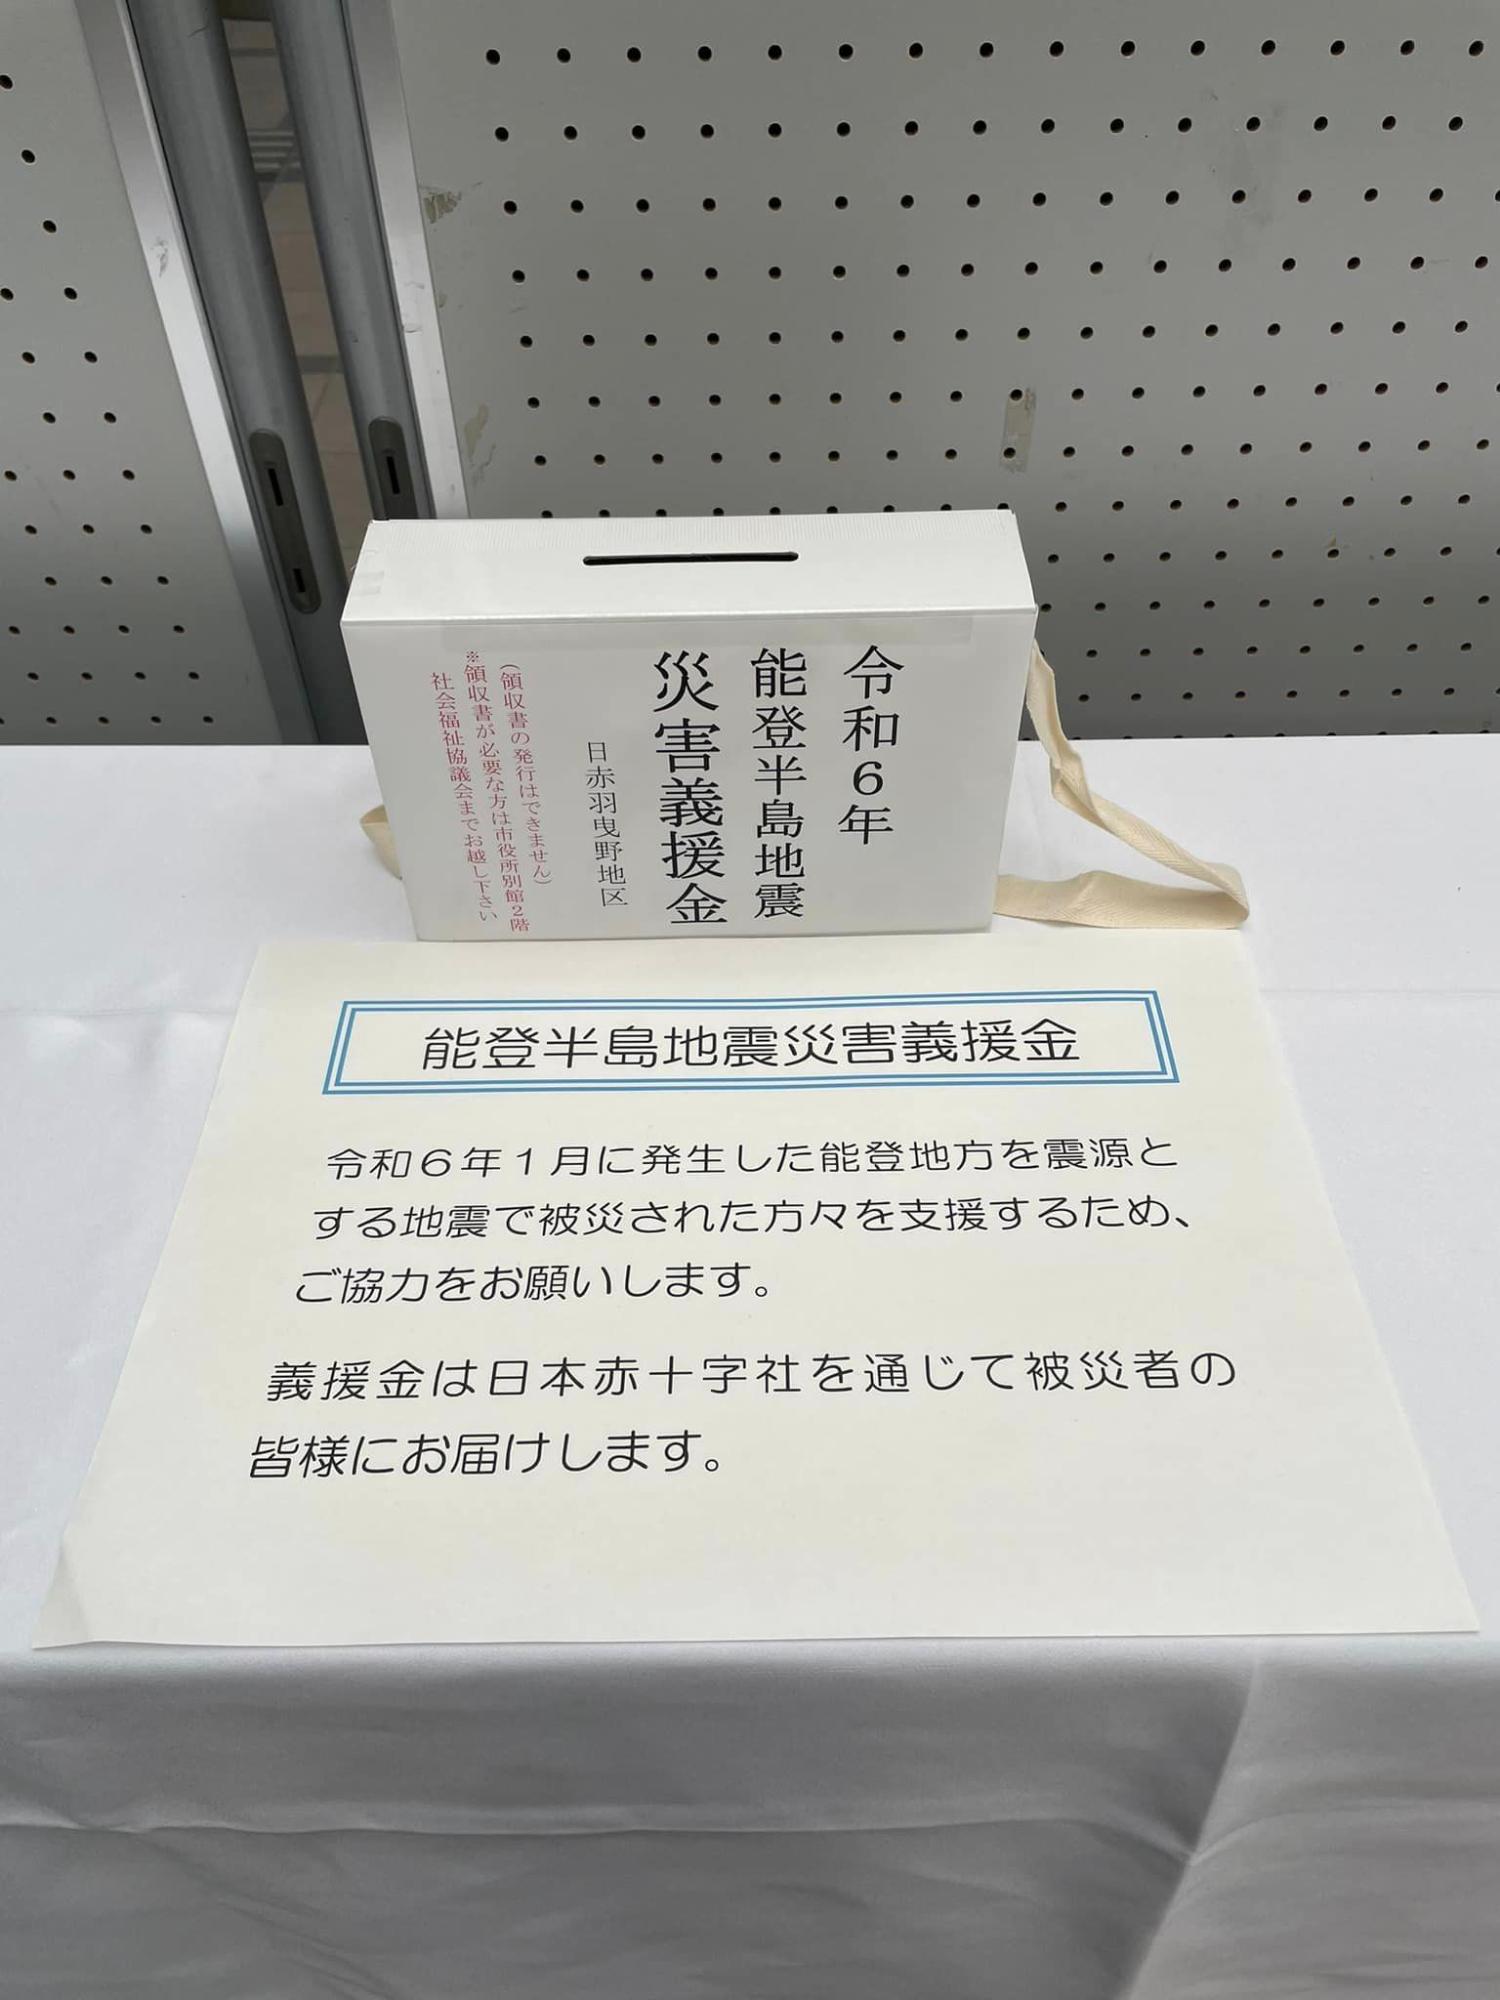 令和６年
能登半島地震
災害義援金
日赤羽曳野地区
（領収書の発行はできません）
※領収書が必要な方は市役所別館２階
社会福祉協議会までお越し下さい
能登半島地震災害義援金
令和６年１月に発生した能登地方を震源と
する地震で被災された方々を支援するため、
ご協力をお願いします。
義援金は日本赤十字社を通じて被災者の
皆様にお届けします。